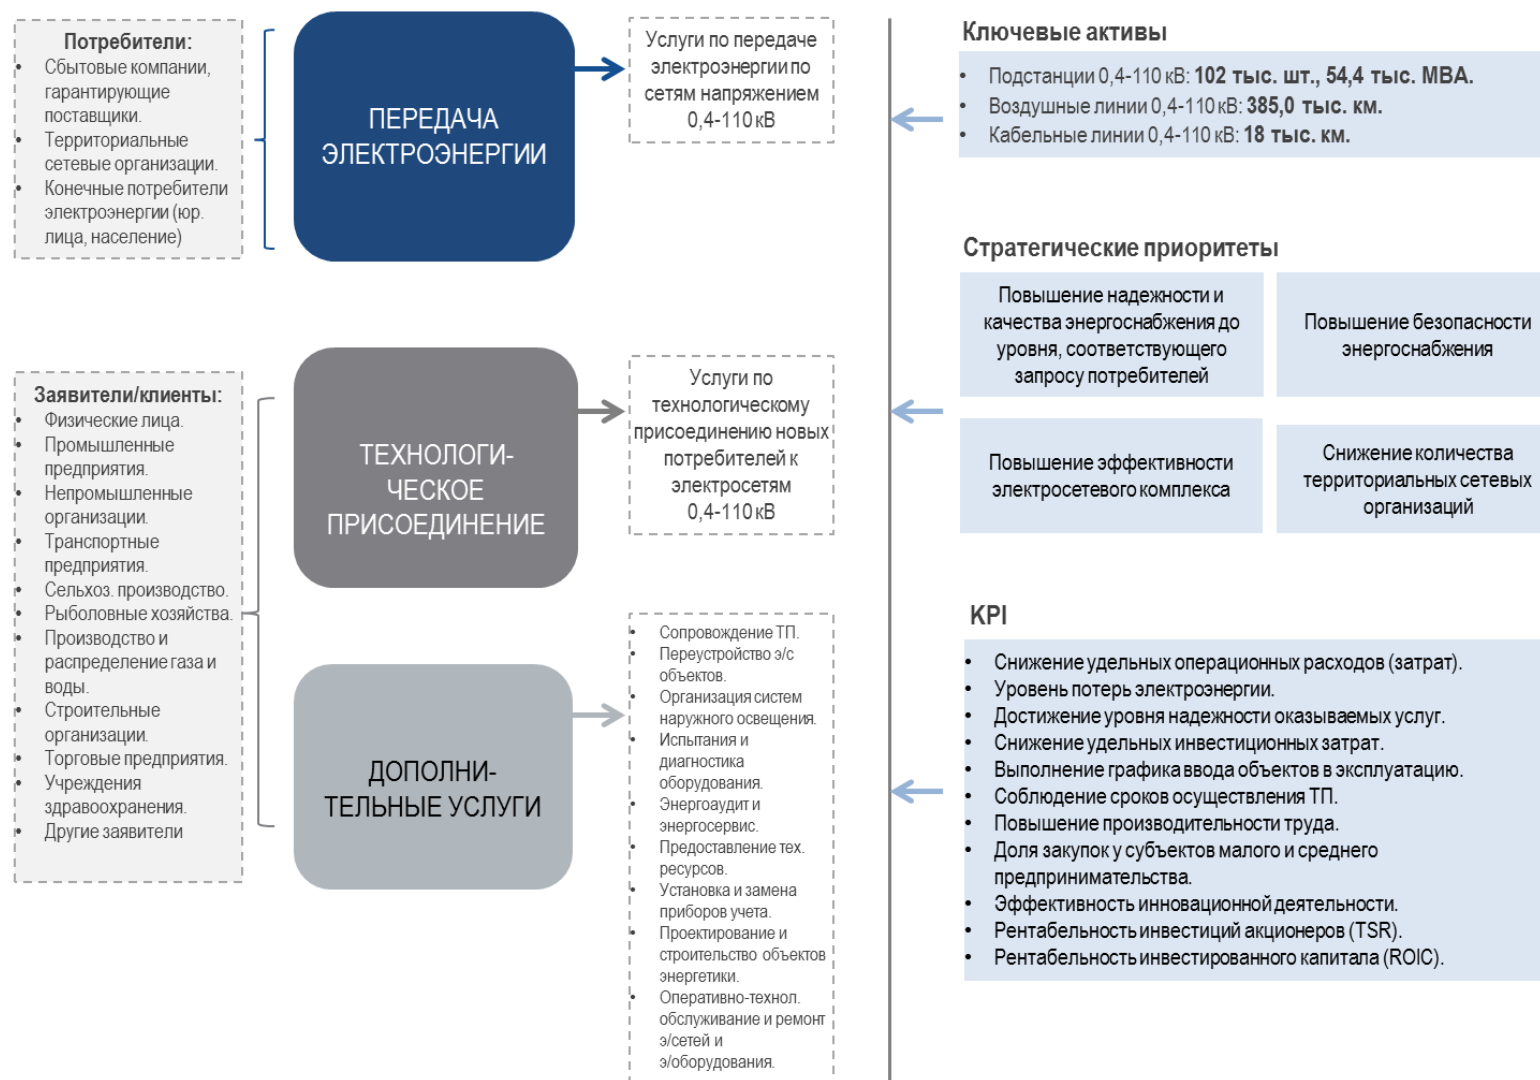 Потребители:
• Сбытовые компании,
гарантирующие
поставщики.
• Территориальные
сетевые организации.
• Конечные потребители
электроэнергии (юр.
лица, население)
ПЕРЕДАЧА
ЭЛЕКТРОЭНЕРГИИ
Услуги по передаче
электроэнергии по
сетям напряжением
0,4-110 кВ
Заявители/клиенты:
• Физические лица.
• Промышленные
предприятия.
• Непромышленные
организации.
• Транспортные
предприятия.
• Сельхоз. производство.
• Рыболовные хозяйства.
• Производство и
распределение газа и
воды.
• Строительные
организации.
• Торговые предприятия.
• Учреждения
здравоохранения.
• Другие заявители
ТЕХНОЛОГИ-
ЧЕСКОЕ
ПРИСОЕДИНЕНИЕ
Услуги по
технологическому
присоединению новых
потребителей к
электросетям
0,4-110 кВ
ДОПОЛНИ-
ТЕЛЬНЫЕ УСЛУГИ
• Сопровождение ТП.
• Переустройство э/с
объектов.
• Организация систем
наружного освещения.
• Испытания и
диагностика
оборудования.
• Энергоаудит и
энергосервис.
• Предоставление тех.
ресурсов.
• Установка и замена
приборов учета.
• Проектирование и
строительство объектов
энергетики.
• Оперативно-технол.
обслуживание и ремонт
э/сетей и
э/оборудования.
Ключевые активы
• Подстанции 0,4-110 кВ: 102 тыс. шт., 54,4 тыс. МВА.
• Воздушные линии 0,4-110 кВ: 385,0 тыс. км.
• Кабельные линии 0,4-110 кВ: 18 тыс. км.
Стратегические приоритеты
Повышение надежности и
качества энергоснабжения до
уровня, соответствующего
запросу потребителей
Повышение безопасности
энергоснабжения
Повышение эффективности
электросетевого комплекса
Снижение количества
территориальных сетевых
организаций
KPI
• Снижение удельных операционных расходов (затрат).
• Уровень потерь электроэнергии.
• Достижение уровня надежности оказываемых услуг.
• Снижение удельных инвестиционных затрат.
• Выполнение графика ввода объектов в эксплуатацию.
• Соблюдение сроков осуществления ТП.
• Повышение производительности труда.
• Доля закупок у субъектов малого и среднего
предпринимательства.
• Эффективность инновационной деятельности.
• Рентабельность инвестиций акционеров (TSR).
• Рентабельность инвестированного капитала (ROIC).